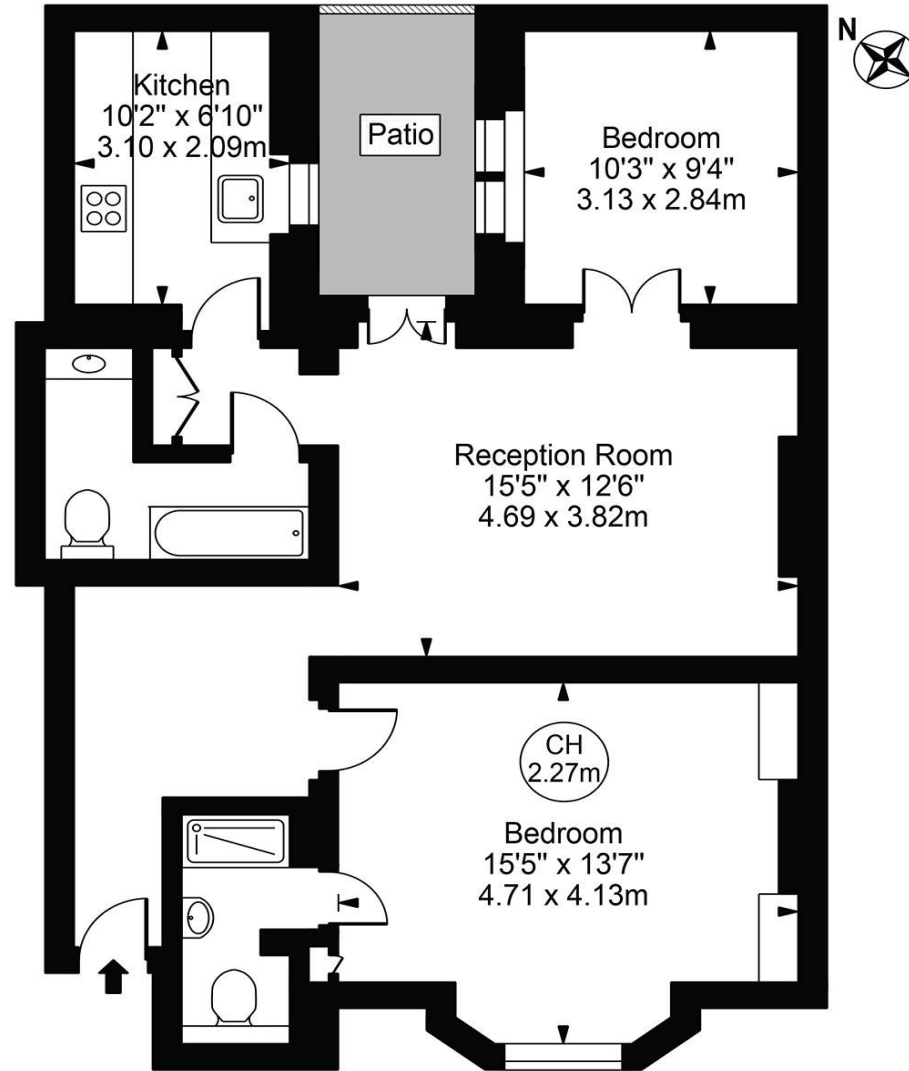 N
Kitchen
10'2" x 6'10"
3.10 x 2.09m
Patio
Bedroom
10'3" x 9'4"
3.13 x 2.84m
Reception Room
15'5" x 12'6"
4.69 x 3.82m
CH
2.27m
Bedroom
15'5" x 13'7"
4.71 x 4.13m